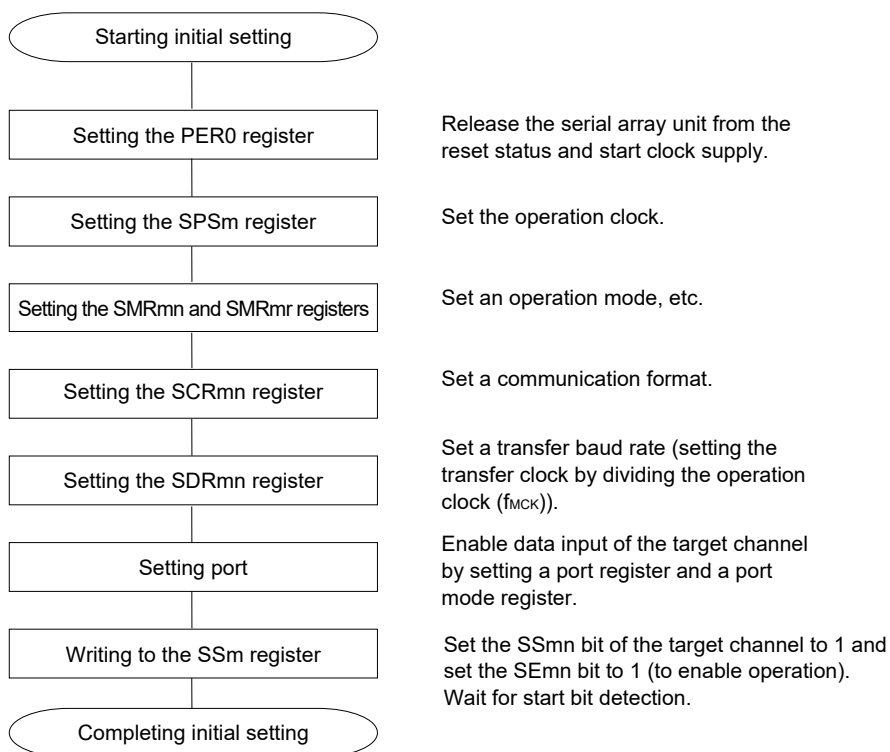 Starting initial setting
Setting the PER0 register
Release the serial array unit from the
reset status and start clock supply.
Setting the SPSm register
Set the operation clock.
Setting the SMRmn and SMRmr registers
Set an operation mode, etc.
Setting the SCRmn register
Set a communication format.
Setting the SDRmn register
Set a transfer baud rate (setting the
transfer clock by dividing the operation
clock (fMCK)).
Setting port
Enable data input of the target channel
by setting a port register and a port
mode register.
Writing to the SSm register
Set the SSmn bit of the target channel to 1 and
set the SEmn bit to 1 (to enable operation).
Wait for start bit detection.
Completing initial setting